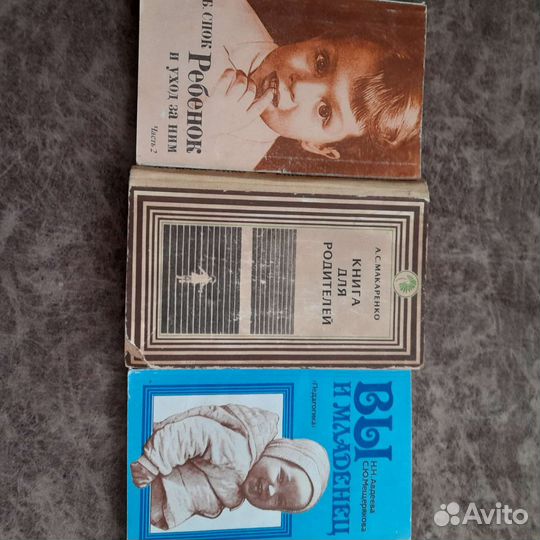 Б. СПОК
Ребенок
и уход за ним
Часть 2
А.С. МАКАРЕНКО
КНИГА
ДЛЯ
РОДИТЕЛЕЙ
Н.Н. Авдеева
С.Ю. Мещерякова
ВЫ
И МЛАДЕНЕЦ
«Педагогика»
Avito